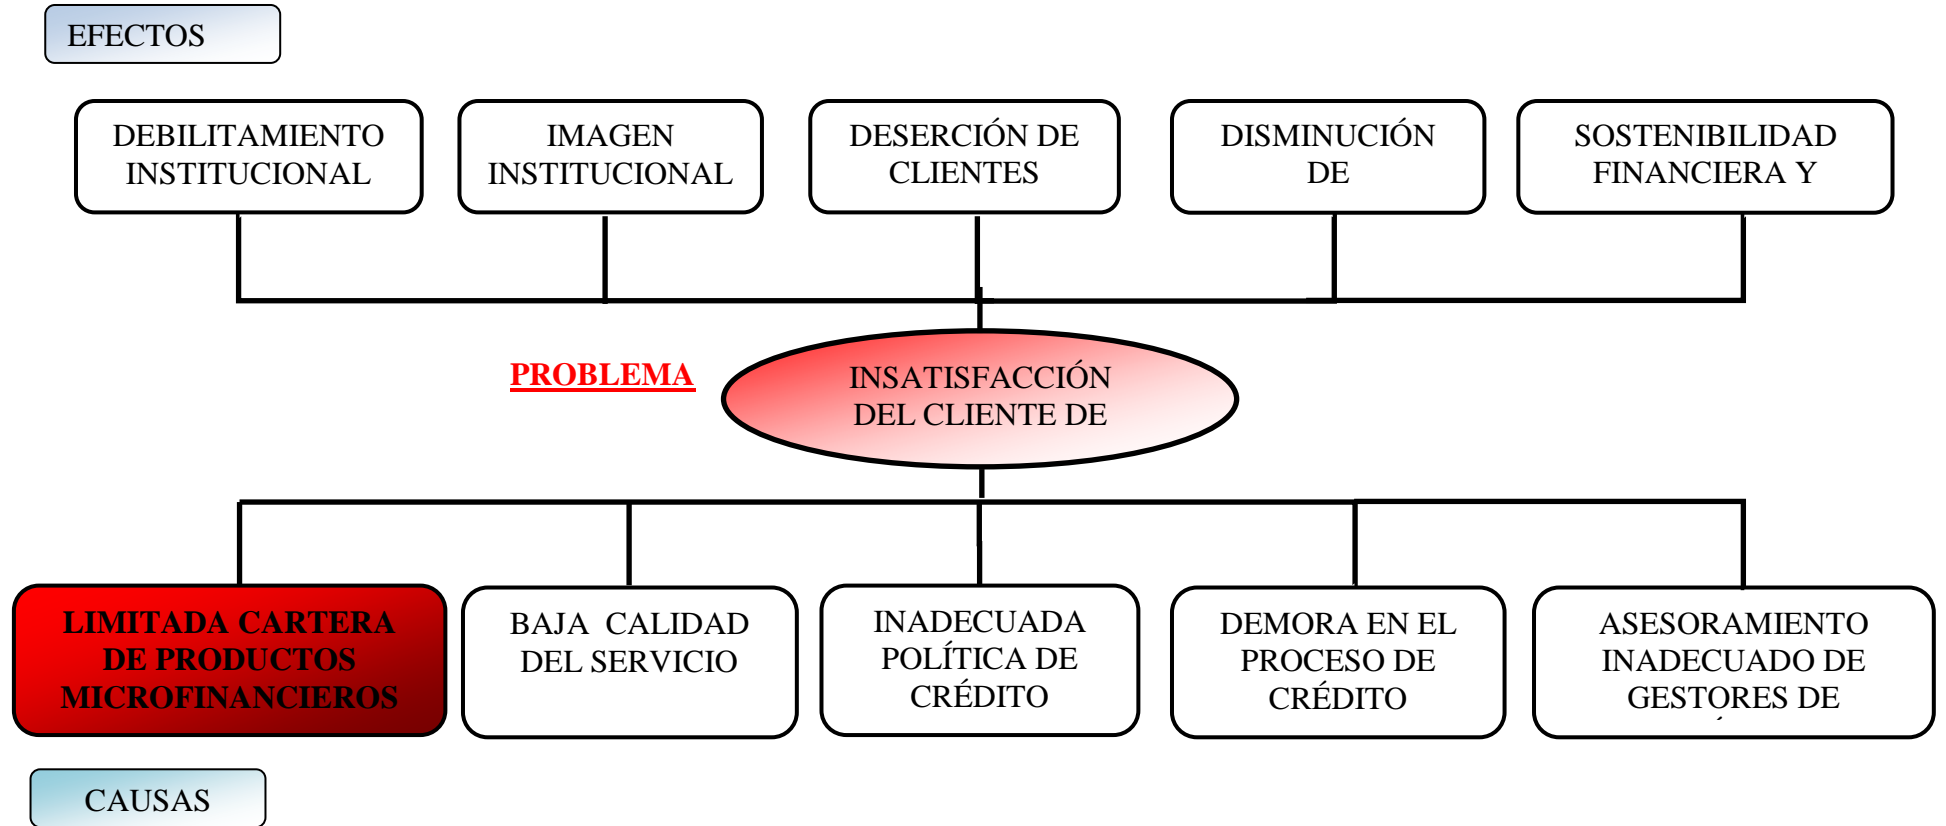 EFECTOS
DEBILITAMIENTO
INSTITUCIONAL
IMAGEN
INSTITUCIONAL
DESERCIÓN DE
CLIENTES
DISMINUCIÓN
DE
SOSTENIBILIDAD
FINANCIERA Y
PROBLEMA
INSATISFACCIÓN
DEL CLIENTE DE
LIMITADA CARTERA
DE PRODUCTOS
MICROFINANCIEROS
BAJA CALIDAD
DEL SERVICIO
INADECUADA
POLÍTICA DE
CRÉDITO
DEMORA EN EL
PROCESO DE
CRÉDITO
ASESORAMIENTO
INADECUADO DE
GESTORES DE
CAUSAS